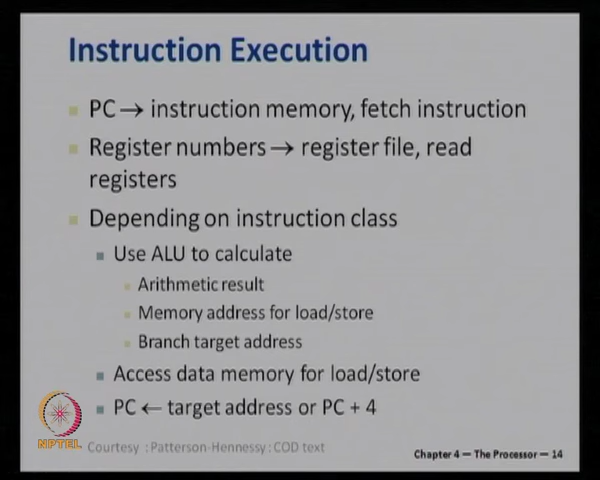 Instruction Execution
PC → instruction memory, fetch instruction
Register numbers → register file, read
registers
Depending on instruction class
Use ALU to calculate
Arithmetic result
Memory address for load/store
Branch target address
Access data memory for load/store
PC ← target address or PC + 4
NPTEL
Courtesy : Patterson-Hennessy : COD text
Chapter 4 — The Processor — 14